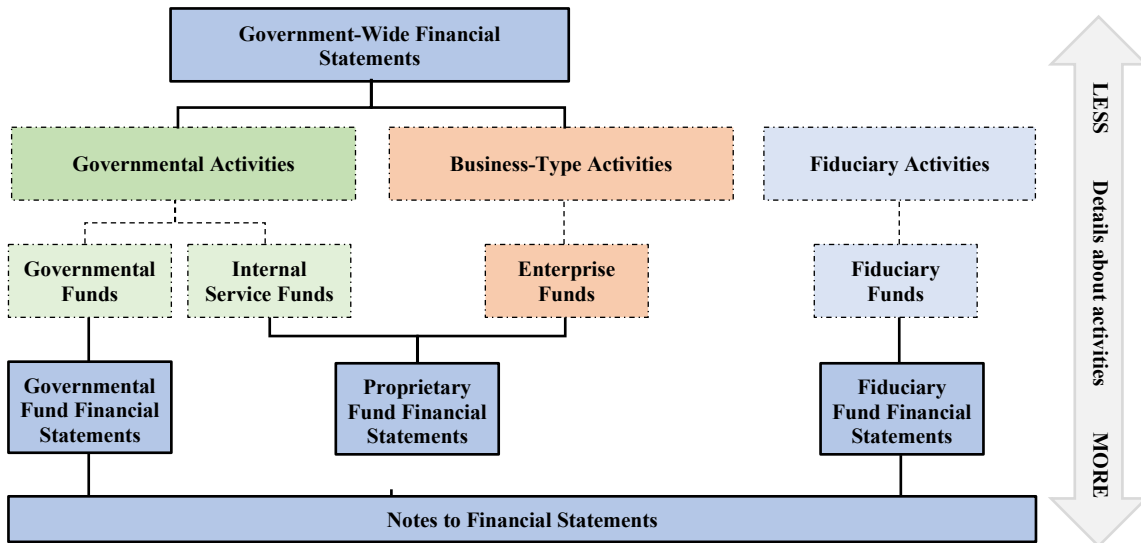 Government-Wide Financial
Statements
Governmental Activities
Business-Type Activities
Fiduciary Activities
Governmental
Funds
Internal
Service Funds
Enterprise
Funds
Fiduciary
Funds
Governmental
Fund Financial
Statements
Proprietary
Fund Financial
Statements
Fiduciary
Fund Financial
Statements
Notes to Financial Statements
LESS Details about activities MORE